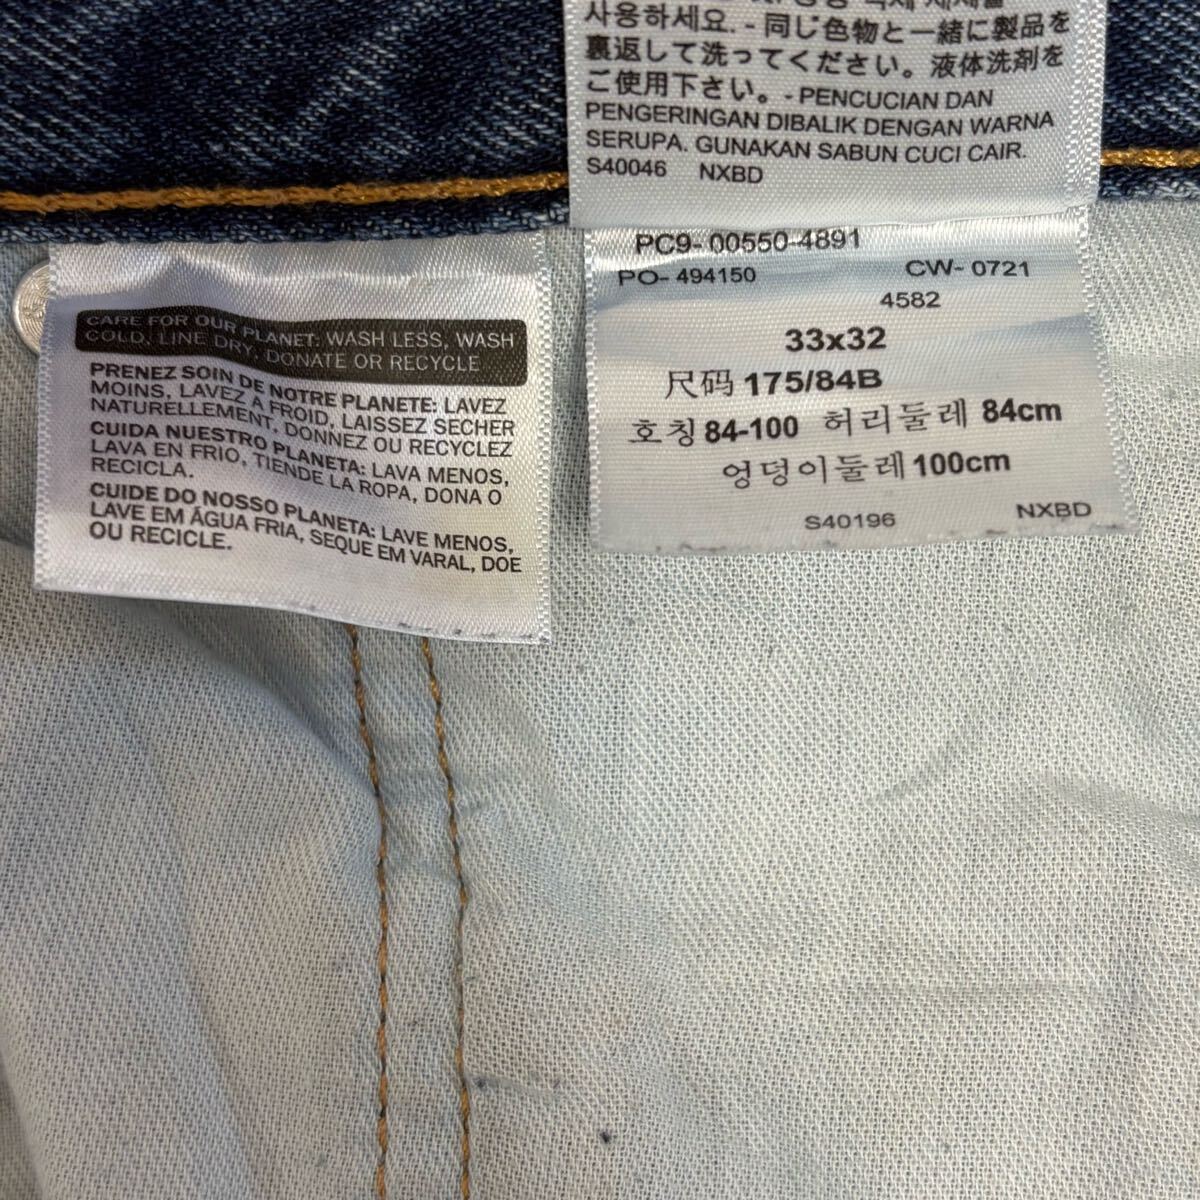 사용하세요. - 同じ色物と一緒に製品を
裏返して洗ってください。液体洗剤を
ご使用下さい。- PENCUCIAN DAN
PENGERINGAN DIBALIK DENGAN WARNA
SERUPA. GUNAKAN SABUN CUCI CAIR.
S40046 NXBD
PC9- 00550-4891
PO- 494150 CW- 0721
4582
33x32
尺码 175/84B
호칭 84-100 허리둘레 84cm
엉덩이둘레 100cm
S40196 NXBD
CARE FOR OUR PLANET: WASH LESS, WASH
COLD, LINE DRY, DONATE OR RECYCLE
PRENEZ SOIN DE NOTRE PLANETE: LAVEZ
MOINS, LAVEZ A FROID, LAISSEZ SECHER
NATURELLEMENT, DONNEZ OU RECYCLEZ
CUIDA NUESTRO PLANETA: LAVA MENOS,
LAVA EN FRIO, TIENDE LA ROPA, DONA O
RECICLA.
CUIDE DO NOSSO PLANETA: LAVE MENOS,
LAVE EM ÁGUA FRIA, SEQUE EM VARAL, DOE
OU RECICLE.